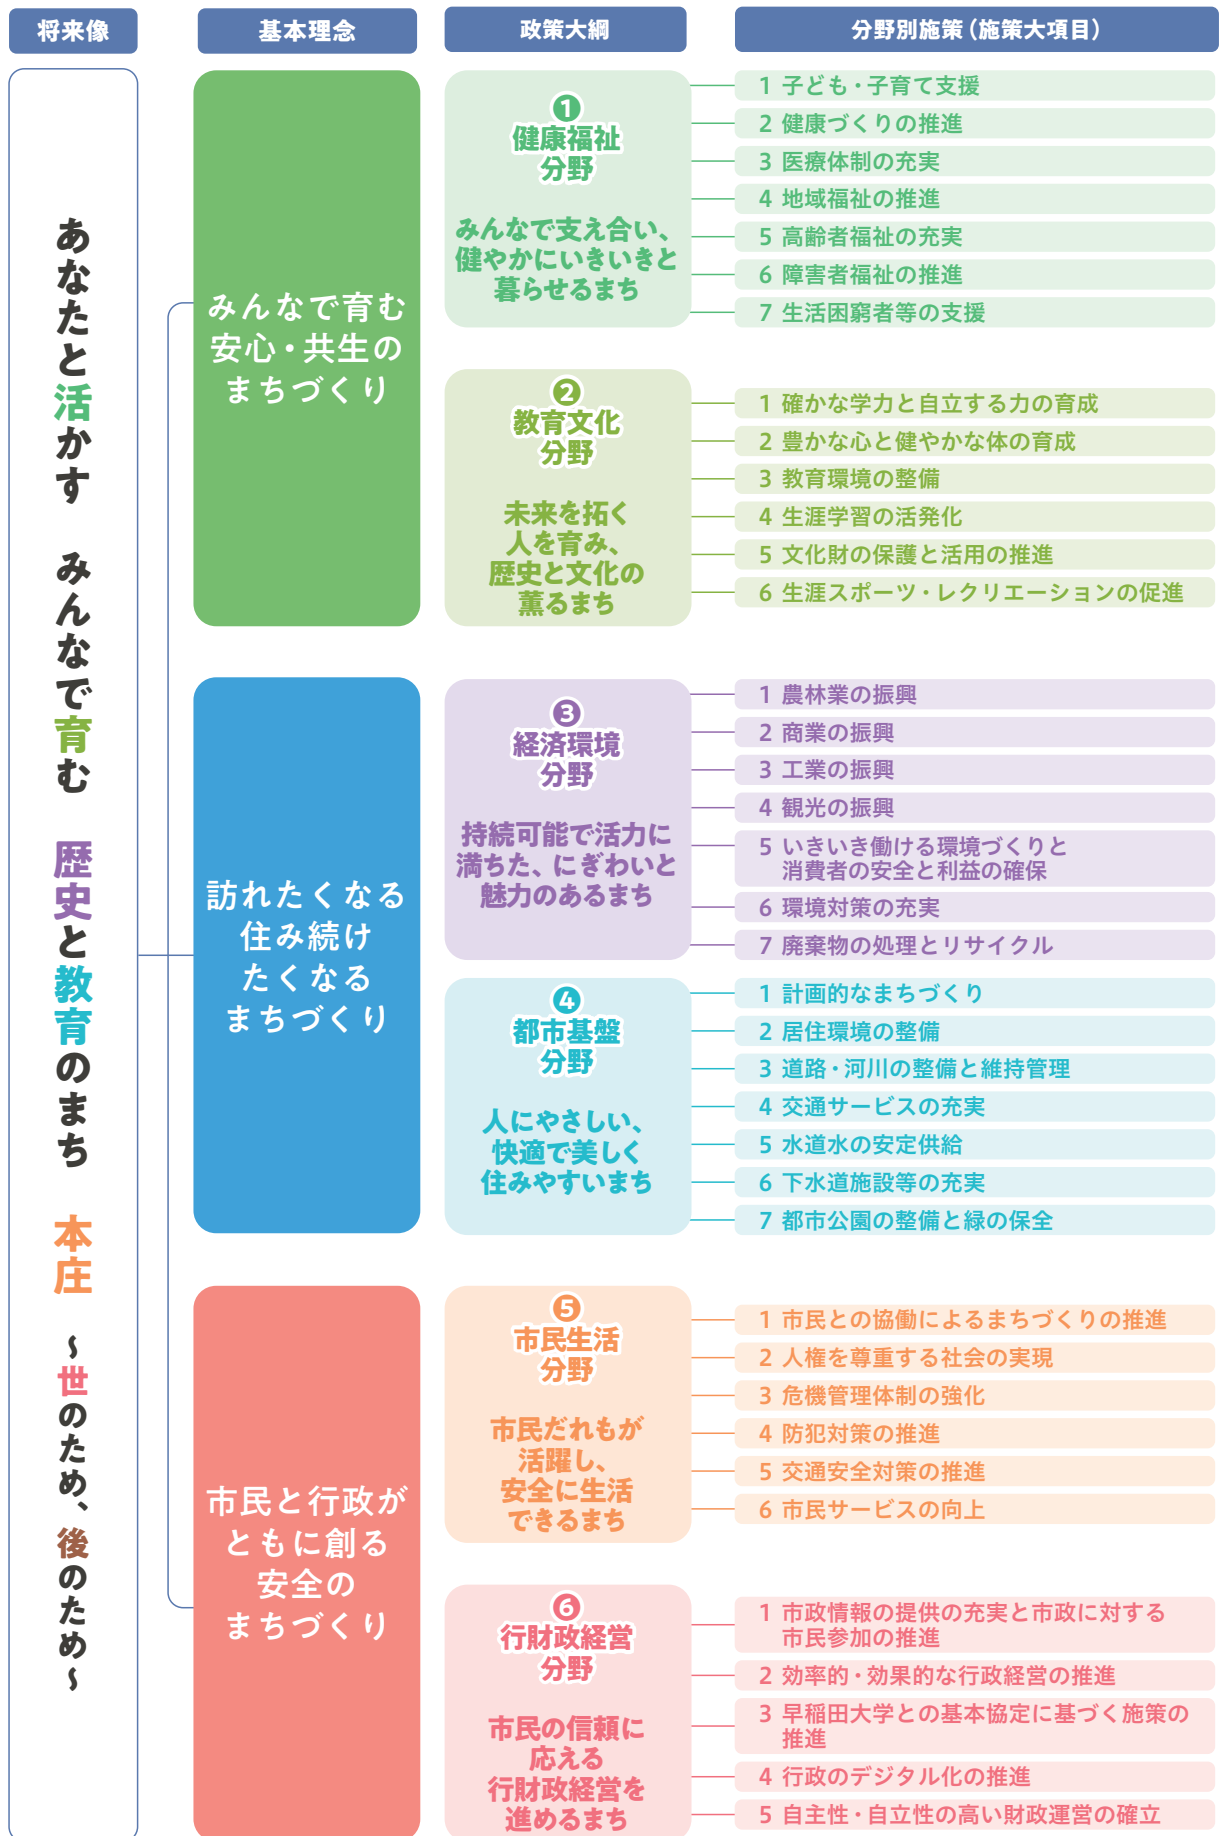 将来像
基本理念
政策大綱
分野別施策（施策大項目）
あなたと活かす　みんなで育む　歴史と教育のまち　本庄　～世のため、後のため～
みんなで育む
安心・共生の
まちづくり
❶
健康福祉
分野
みんなで支え合い、
健やかにいきいきと
暮らせるまち
1 子ども・子育て支援
2 健康づくりの推進
3 医療体制の充実
4 地域福祉の推進
5 高齢者福祉の充実
6 障害者福祉の推進
7 生活困窮者等の支援
❷
教育文化
分野
未来を拓く
人を育み、
歴史と文化の
薫るまち
1 確かな学力と自立する力の育成
2 豊かな心と健やかな体の育成
3 教育環境の整備
4 生涯学習の活発化
5 文化財の保護と活用の推進
6 生涯スポーツ・レクリエーションの促進
訪れたくなる
住み続け
たくなる
まちづくり
❸
経済環境
分野
持続可能で活力に
満ちた、にぎわいと
魅力のあるまち
1 農林業の振興
2 商業の振興
3 工業の振興
4 観光の振興
5 いきいき働ける環境づくりと
消費者の安全と利益の確保
6 環境対策の充実
7 廃棄物の処理とリサイクル
❹
都市基盤
分野
人にやさしい、
快適で美しく
住みやすいまち
1 計画的なまちづくり
2 居住環境の整備
3 道路・河川の整備と維持管理
4 交通サービスの充実
5 水道水の安定供給
6 下水道施設等の充実
7 都市公園の整備と緑の保全
市民と行政が
ともに創る
安全の
まちづくり
❺
市民生活
分野
市民だれもが
活躍し、
安全に生活
できるまち
1 市民との協働によるまちづくりの推進
2 人権を尊重する社会の実現
3 危機管理体制の強化
4 防犯対策の推進
5 交通安全対策の推進
6 市民サービスの向上
❻
行財政経営
分野
市民の信頼に
応える
行財政経営を
進めるまち
1 市政情報の提供の充実と市政に対する
市民参加の推進
2 効率的・効果的な行政経営の推進
3 早稲田大学との基本協定に基づく施策の
推進
4 行政のデジタル化の推進
5 自主性・自立性の高い財政運営の確立